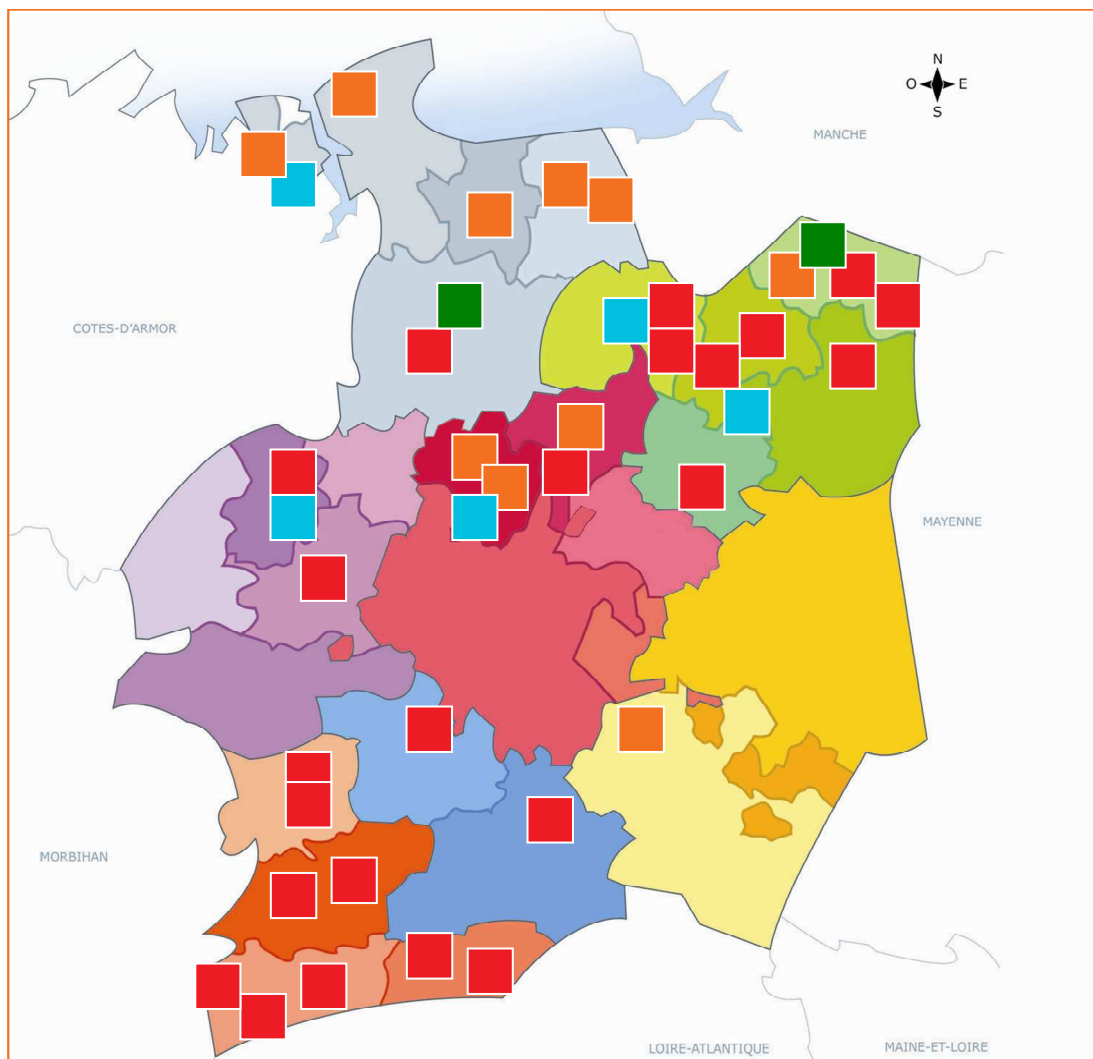 N
O E
S
MANCHE
COTES-D'ARMOR
MAYENNE
MORBIHAN
LOIRE-ATLANTIQUE
MAINE-ET-LOIRE